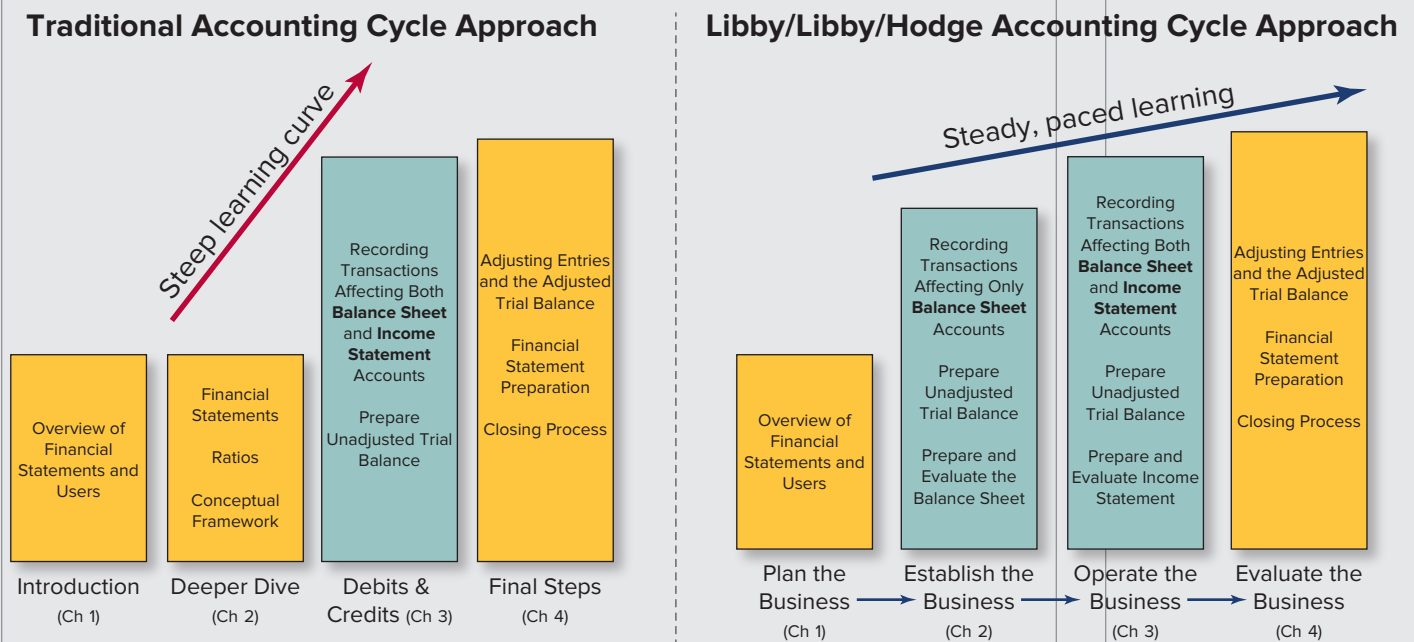 Traditional Accounting Cycle Approach
Steep learning curve
Overview of
Financial
Statements and
Users
Introduction
(Ch 1)
Financial
Statements
Ratios
Conceptual
Framework
Deeper Dive
(Ch 2)
Recording
Transactions
Affecting Both
Balance Sheet
and Income
Statement
Accounts
Prepare
Unadjusted Trial
Balance
Debits &
Credits (Ch 3)
Adjusting Entries
and the Adjusted
Trial Balance
Financial
Statement
Preparation
Closing Process
Final Steps
(Ch 4)
Libby/Libby/Hodge Accounting Cycle Approach
Steady, paced learning
Overview of
Financial
Statements and
Users
Plan the
Business
(Ch 1)
Recording
Transactions
Affecting Only
Balance Sheet
Accounts
Prepare
Unadjusted
Trial Balance
Prepare and
Evaluate the
Balance Sheet
Establish the
Business
(Ch 2)
Recording
Transactions
Affecting Both
Balance Sheet
and Income
Statement
Accounts
Prepare
Unadjusted
Trial Balance
Prepare and
Evaluate Income
Statement
Operate the
Business
(Ch 3)
Adjusting Entries
and the Adjusted
Trial Balance
Financial
Statement
Preparation
Closing Process
Evaluate the
Business
(Ch 4)